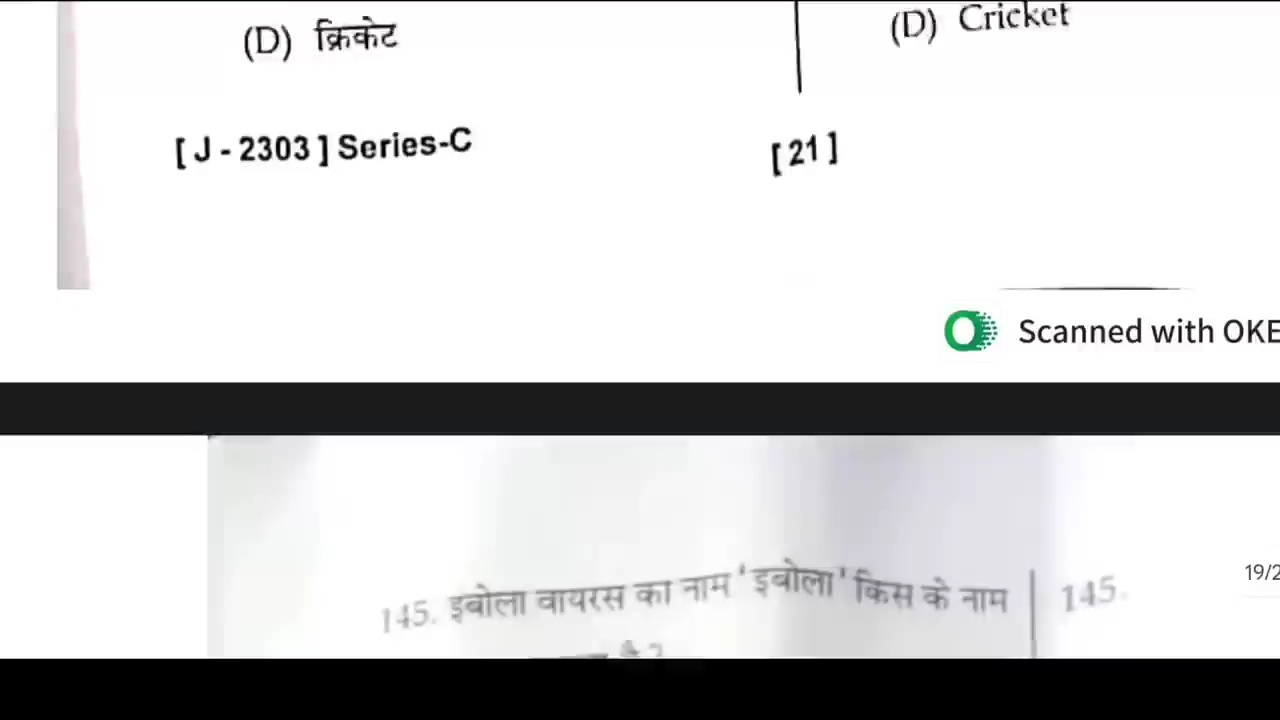 (D) क्रिकेट
(D) Cricket
[ J - 2303 ] Series-C
[ 21 ]
Scanned with OKE
19/2
145. इबोला वायरस का नाम 'इबोला' किस के नाम
145.